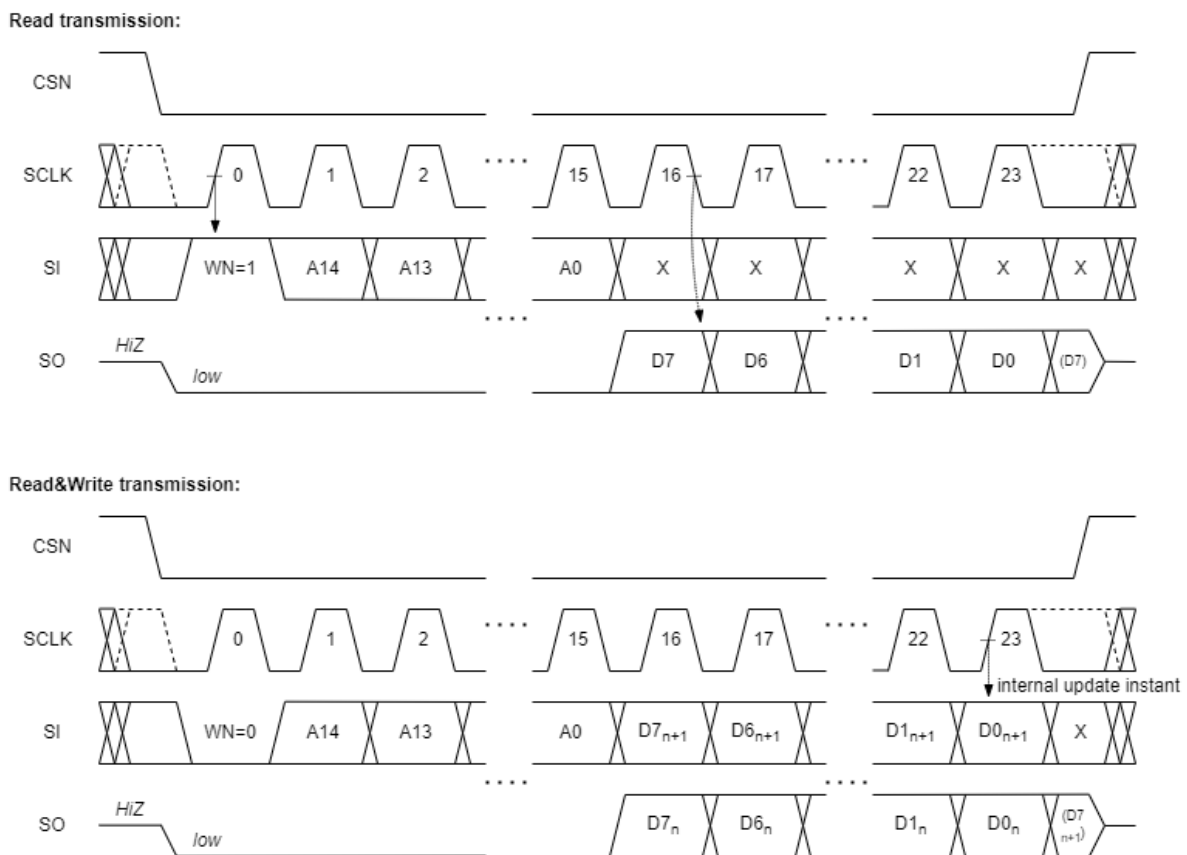 Read transmission:
CSN
SCLK 0 1 2 .... 15 16 17 .... 22 23
SI WN=1 A14 A13 A0 X X X X X
.... ....
SO HiZ low D7 D6 D1 D0 (D7)
Read&Write transmission:
CSN
SCLK 0 1 2 .... 15 16 17 .... 22 23
internal update instant
SI WN=0 A14 A13 A0 D7n+1 D6n+1 D1n+1 D0n+1 X
.... ....
SO HiZ low D7n D6n D1n D0n (D7 n+1)